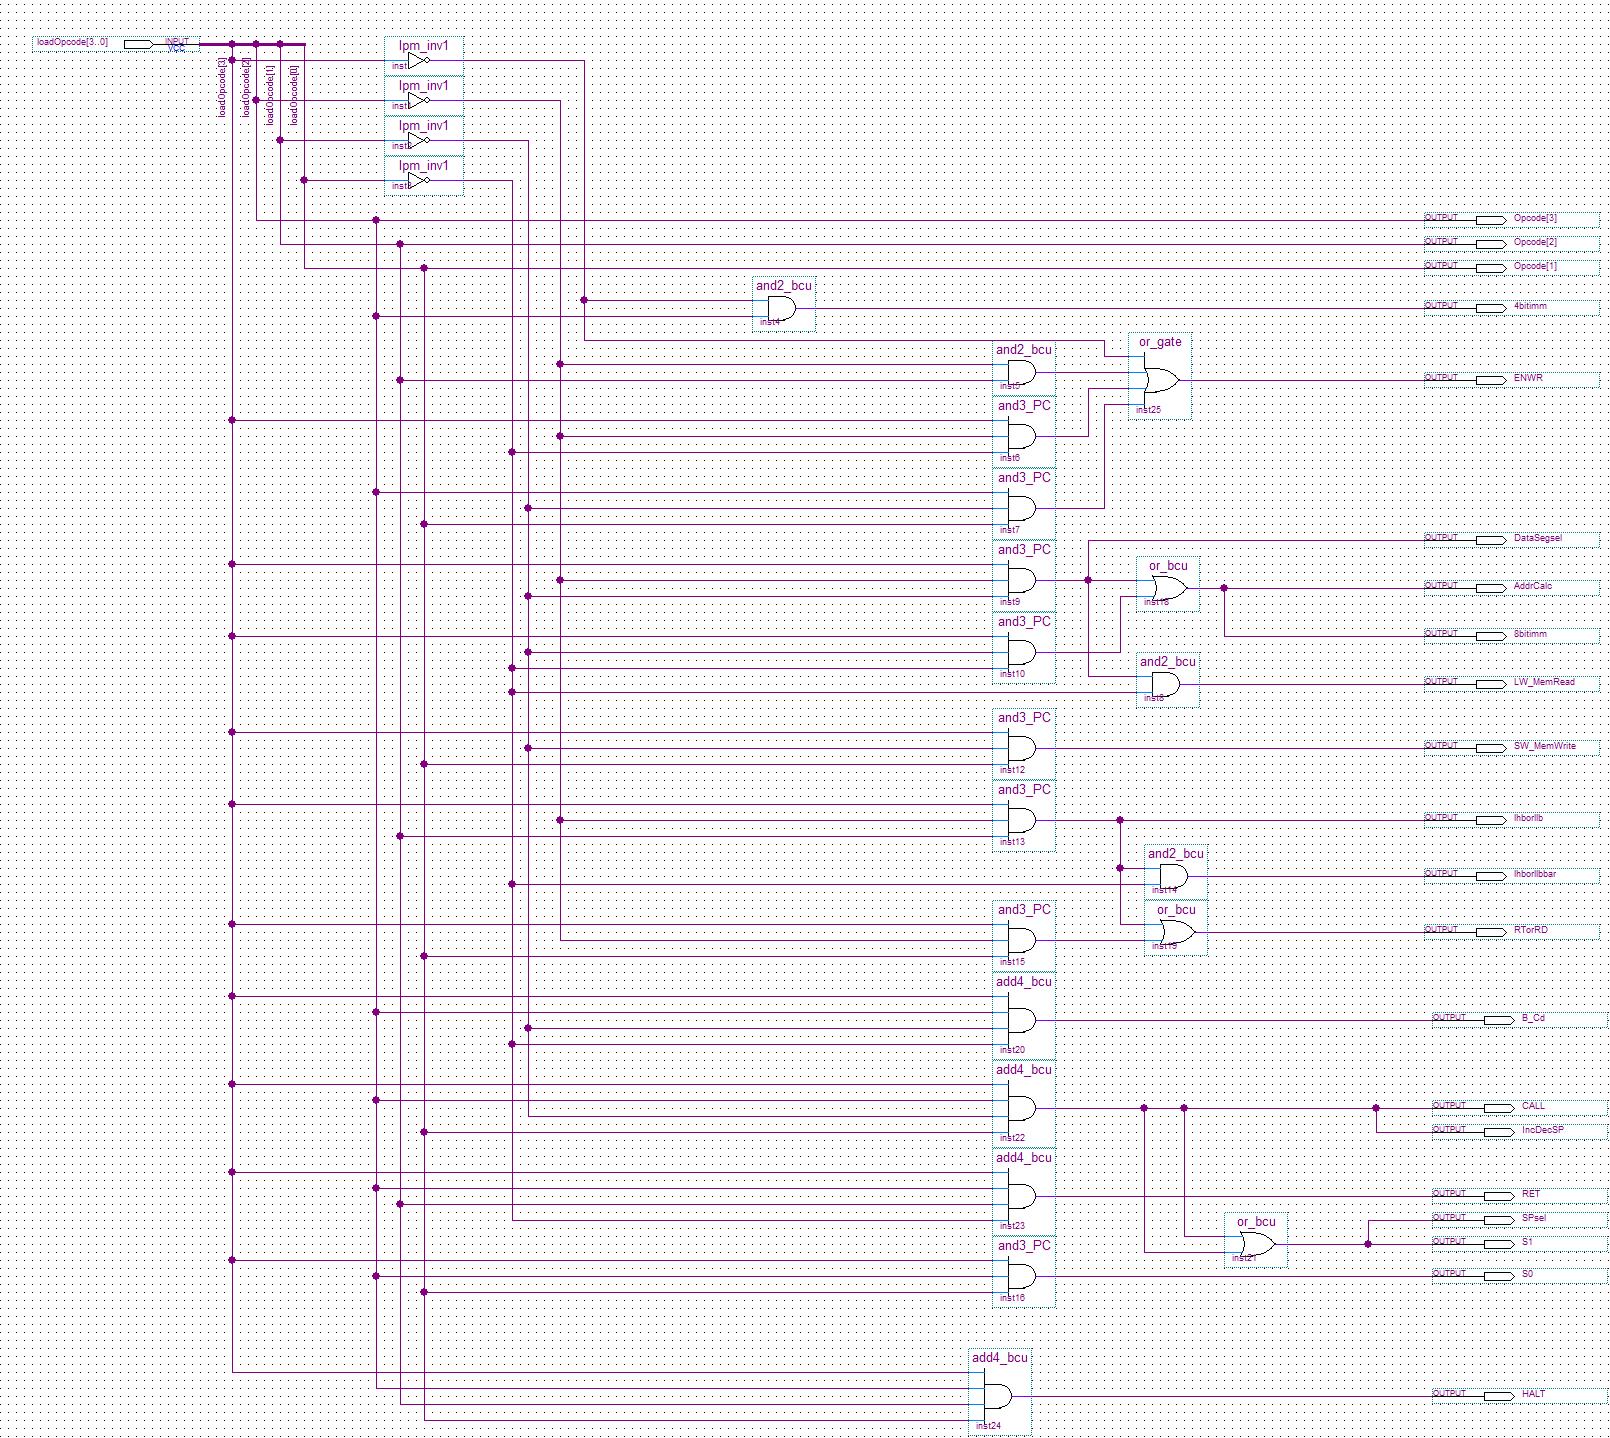 loadOpcode[3..0]
INPUT
VCC
loadOpcode[3]
loadOpcode[2]
loadOpcode[1]
loadOpcode[0]
lpm_inv1
inst
lpm_inv1
lpm_inv1
lpm_inv1
OUTPUT
Opcode[3]
OUTPUT
Opcode[2]
OUTPUT
Opcode[1]
and2_bcu
inst4
OUTPUT
4bitimm
and2_bcu
inst5
or_gate
inst25
OUTPUT
ENWR
and3_PC
inst6
and3_PC
inst7
OUTPUT
DataSegsel
and3_PC
inst9
or_bcu
inst18
OUTPUT
AddrCalc
and3_PC
inst10
OUTPUT
8bitimm
and2_bcu
inst8
OUTPUT
LW_MemRead
and3_PC
inst12
OUTPUT
SW_MemWrite
and3_PC
inst13
OUTPUT
lhborllb
and2_bcu
inst14
OUTPUT
lhborllbbar
and3_PC
inst15
or_bcu
inst19
OUTPUT
RTorRD
add4_bcu
inst20
OUTPUT
B_Cd
add4_bcu
inst22
OUTPUT
CALL
OUTPUT
IncDecSP
add4_bcu
inst23
OUTPUT
RET
OUTPUT
SPsel
or_bcu
inst21
OUTPUT
S1
and3_PC
inst16
OUTPUT
S0
add4_bcu
inst24
OUTPUT
HALT